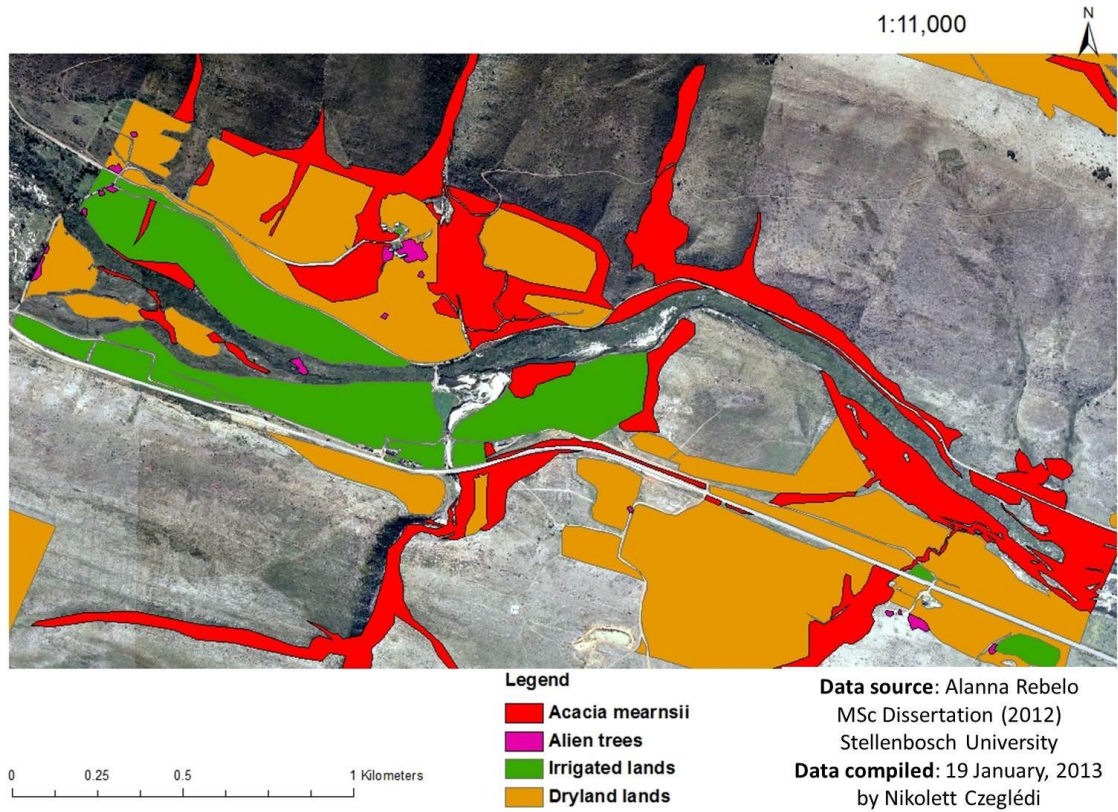 1:11,000
N
Legend
Acacia mearnsii
Alien trees
Irrigated lands
Dryland lands
0 0.25 0.5 1 Kilometers
Data source: Alanna Rebelo
MSc Dissertation (2012)
Stellenbosch University
Data compiled: 19 January, 2013
by Nikolett Czeglédi